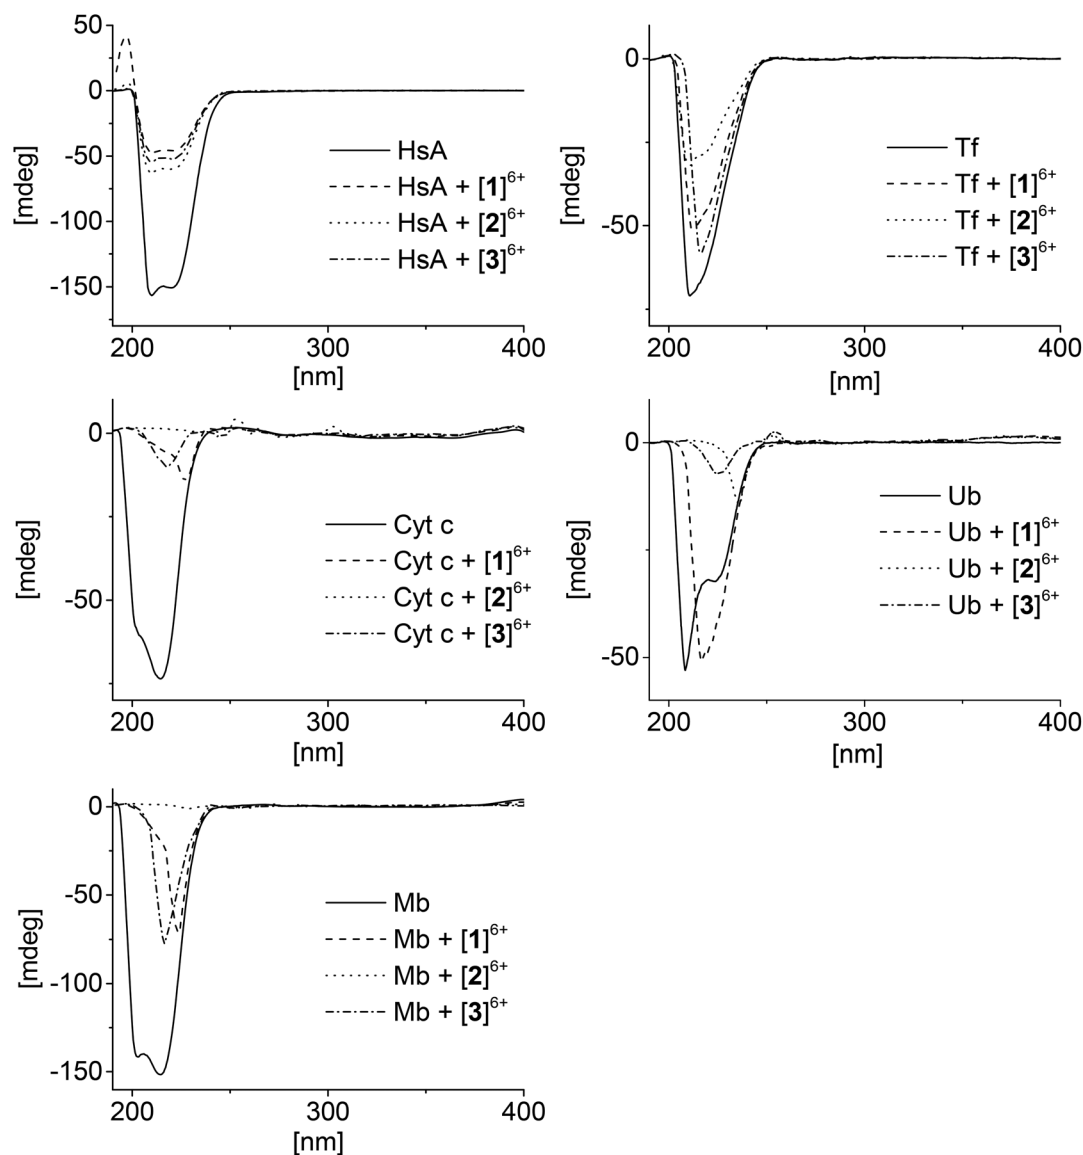 50
0
-50
-100
-150
[mdeg]
HsA
HsA + [1]6+
HsA + [2]6+
HsA + [3]6+
200
300
400
[nm]
0
-50
[mdeg]
Tf
Tf + [1]6+
Tf + [2]6+
Tf + [3]6+
200
300
400
[nm]
0
-50
[mdeg]
Cyt c
Cyt c + [1]6+
Cyt c + [2]6+
Cyt c + [3]6+
200
300
400
[nm]
0
-50
[mdeg]
Ub
Ub + [1]6+
Ub + [2]6+
Ub + [3]6+
200
300
400
[nm]
0
-50
-100
-150
[mdeg]
Mb
Mb + [1]6+
Mb + [2]6+
Mb + [3]6+
200
300
400
[nm]